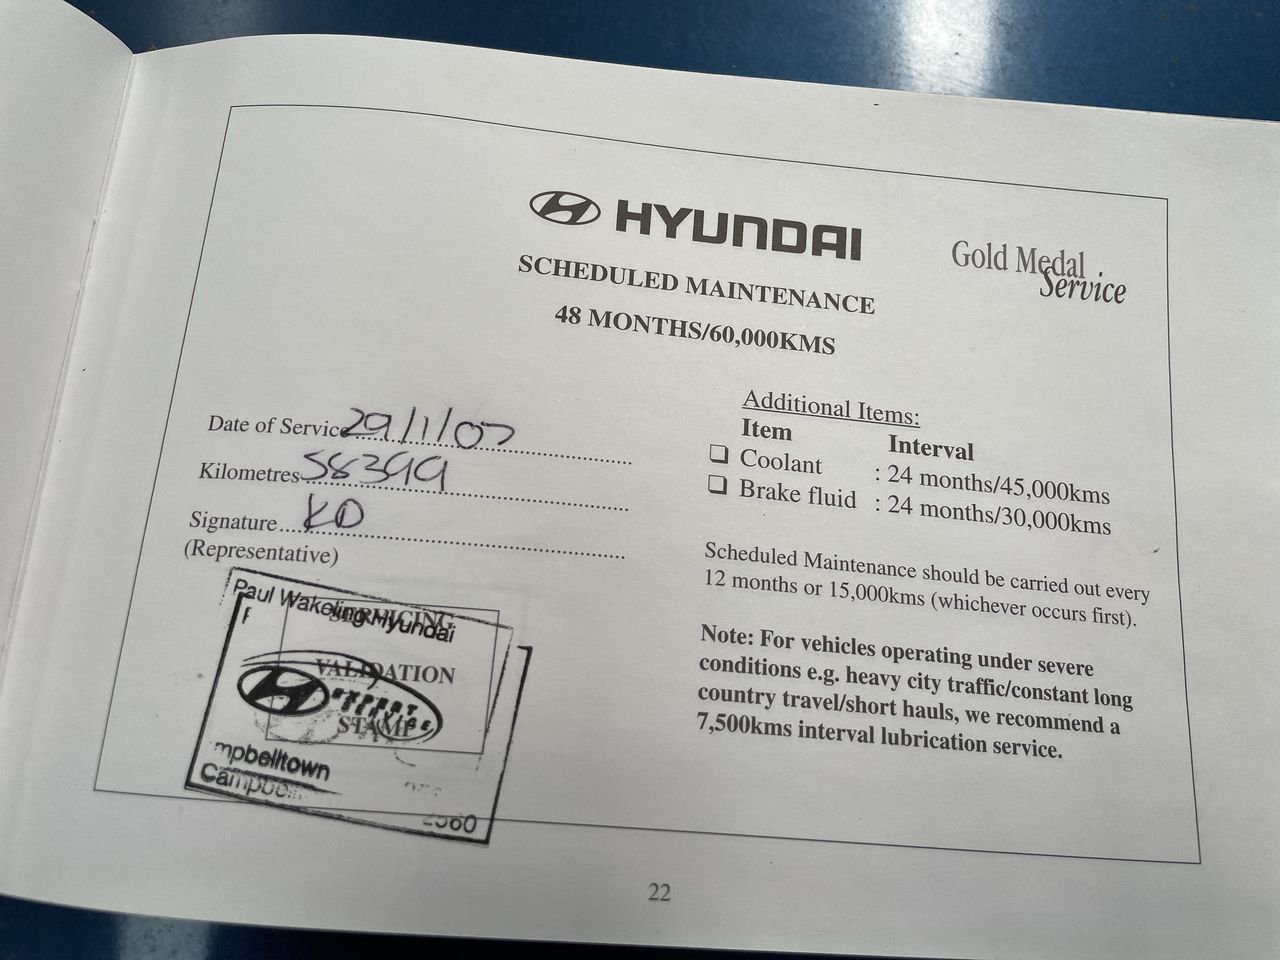 HYUNDAI
Gold Medal
Service
SCHEDULED MAINTENANCE
48 MONTHS/60,000KMS
Date of Service 29/1/07
Kilometres 58399
Signature KD
(Representative)
Additional Items:
Item Interval
Coolant : 24 months/45,000kms
Brake fluid : 24 months/30,000kms
Scheduled Maintenance should be carried out every
12 months or 15,000kms (whichever occurs first).
Note: For vehicles operating under severe
conditions e.g. heavy city traffic/constant long
country travel/short hauls, we recommend a
7,500kms interval lubrication service.
Paul Wakeling Hyundai
SERVICING
VALIDATION
STAMP
EXPERT
SERVICE
mpbelltown
2560
22